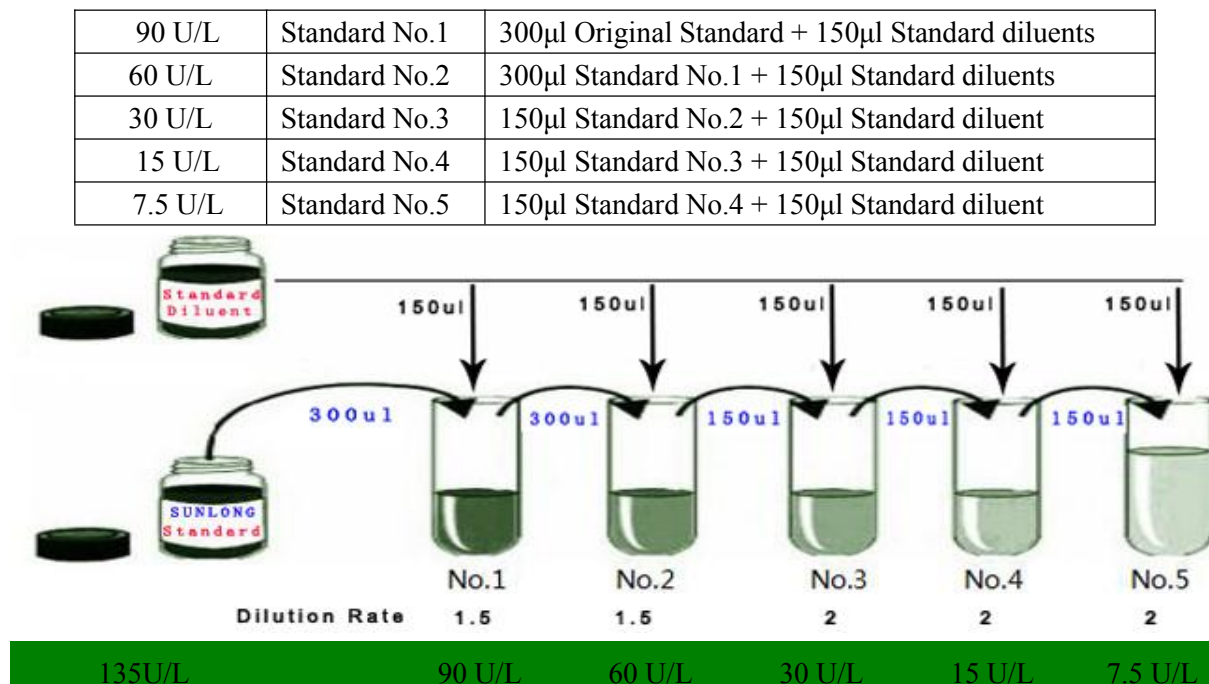 90 U/L Standard No.1 300μl Original Standard + 150μl Standard diluents
60 U/L Standard No.2 300μl Standard No.1 + 150μl Standard diluents
30 U/L Standard No.3 150μl Standard No.2 + 150μl Standard diluent
15 U/L Standard No.4 150μl Standard No.3 + 150μl Standard diluent
7.5 U/L Standard No.5 150μl Standard No.4 + 150μl Standard diluent
Standard
Diluent
150ul 150ul 150ul 150ul 150ul
300ul 300ul 150ul 150ul 150ul
SUNLONG
Standard
No.1 No.2 No.3 No.4 No.5
Dilution Rate 1.5 1.5 2 2 2
135U/L 90 U/L 60 U/L 30 U/L 15 U/L 7.5 U/L